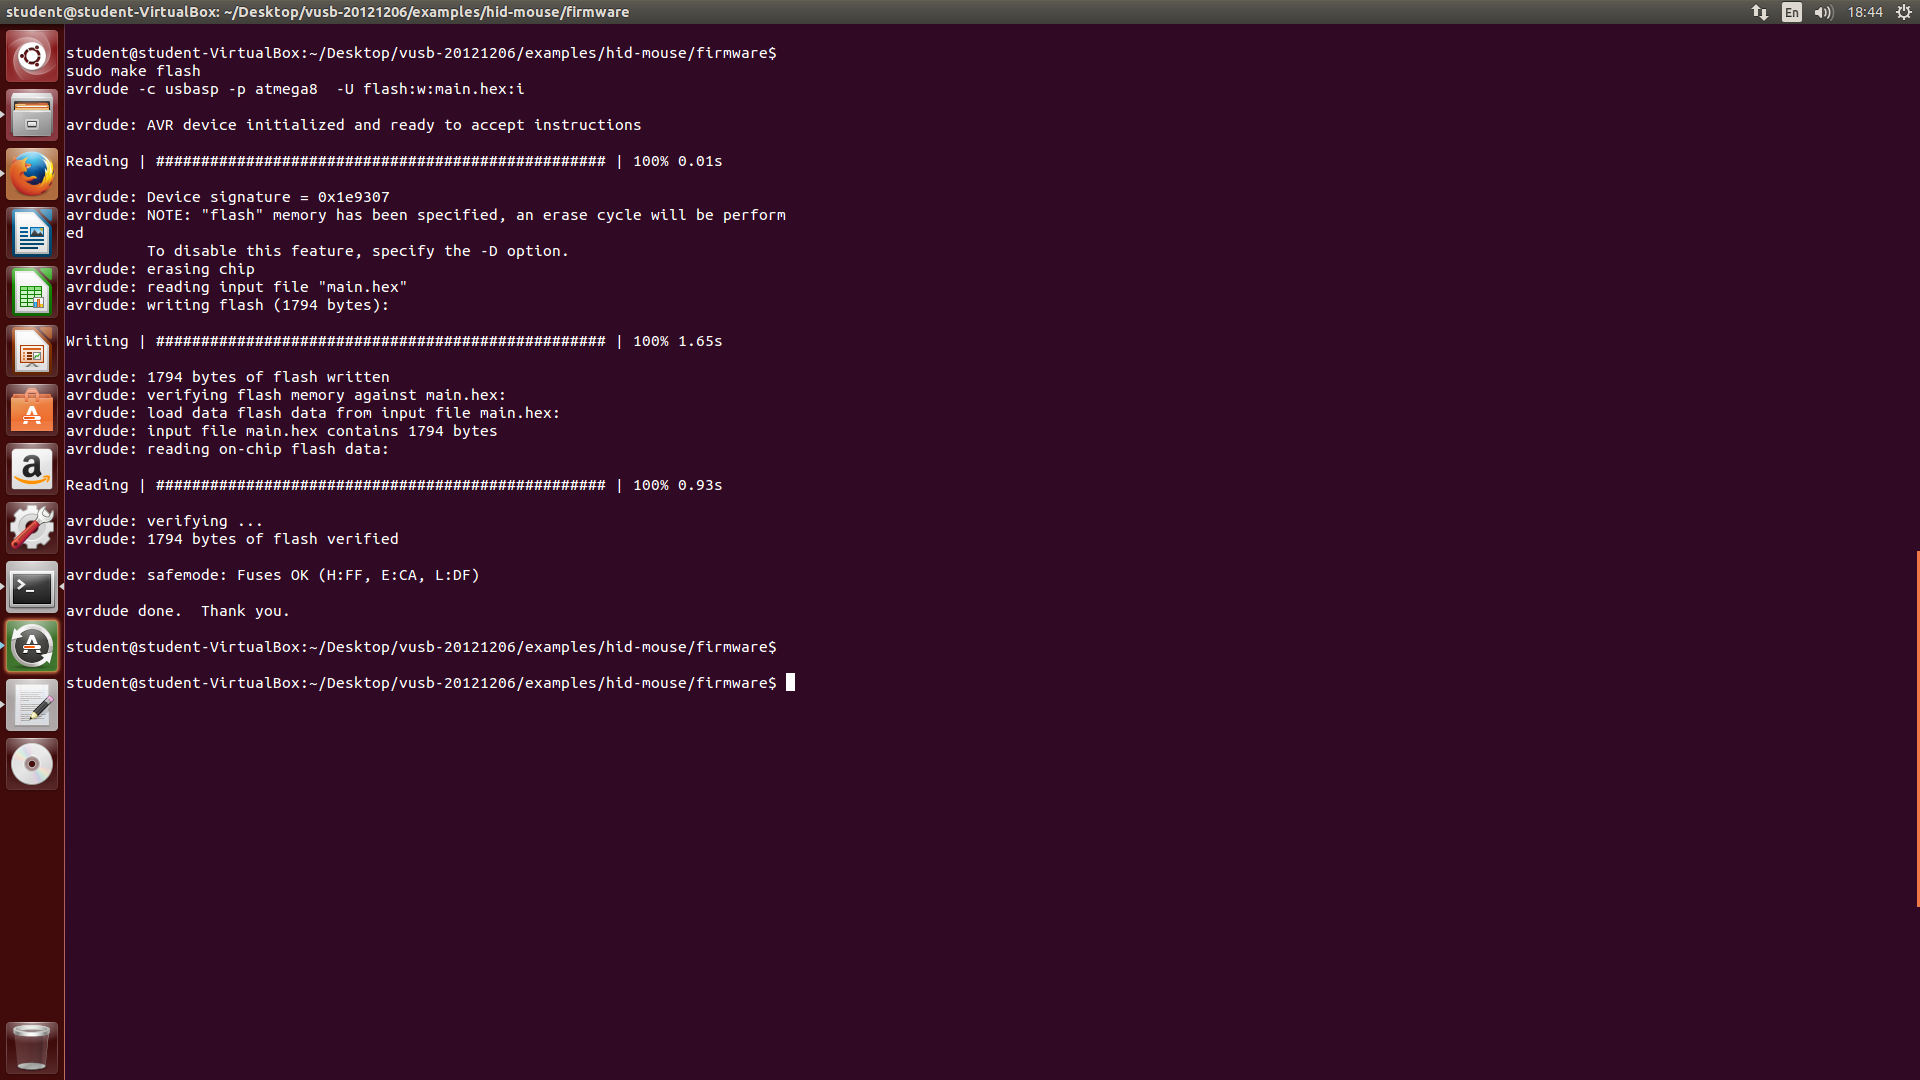 student@student-VirtualBox: ~/Desktop/vusb-20121206/examples/hid-mouse/firmware
En
18:44
student@student-VirtualBox:~/Desktop/vusb-20121206/examples/hid-mouse/firmware$
sudo make flash
avrdude -c usbasp -p atmega8  -U flash:w:main.hex:i
avrdude: AVR device initialized and ready to accept instructions
Reading | ################################################## | 100% 0.01s
avrdude: Device signature = 0x1e9307
avrdude: NOTE: "flash" memory has been specified, an erase cycle will be perform
ed
         To disable this feature, specify the -D option.
avrdude: erasing chip
avrdude: reading input file "main.hex"
avrdude: writing flash (1794 bytes):
Writing | ################################################## | 100% 1.65s
avrdude: 1794 bytes of flash written
avrdude: verifying flash memory against main.hex:
avrdude: load data flash data from input file main.hex:
avrdude: input file main.hex contains 1794 bytes
avrdude: reading on-chip flash data:
Reading | ################################################## | 100% 0.93s
avrdude: verifying ...
avrdude: 1794 bytes of flash verified
avrdude: safemode: Fuses OK (H:FF, E:CA, L:DF)
avrdude done.  Thank you.
student@student-VirtualBox:~/Desktop/vusb-20121206/examples/hid-mouse/firmware$
student@student-VirtualBox:~/Desktop/vusb-20121206/examples/hid-mouse/firmware$